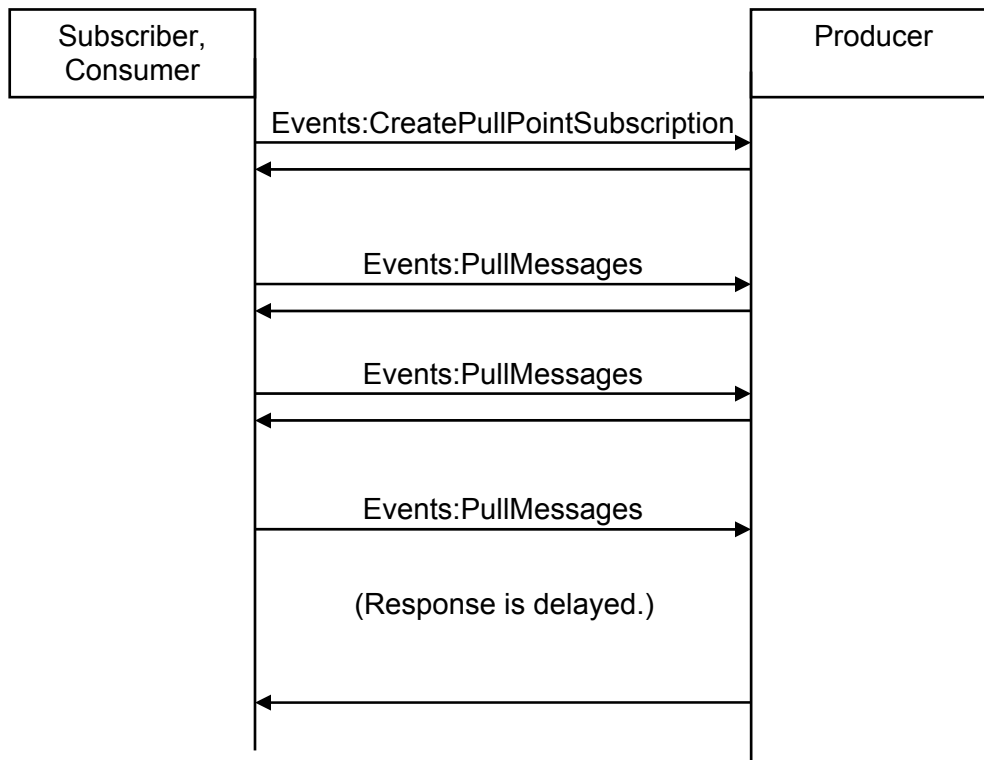 Subscriber,
Consumer
Producer
Events:CreatePullPointSubscription
Events:PullMessages
Events:PullMessages
Events:PullMessages
(Response is delayed.)